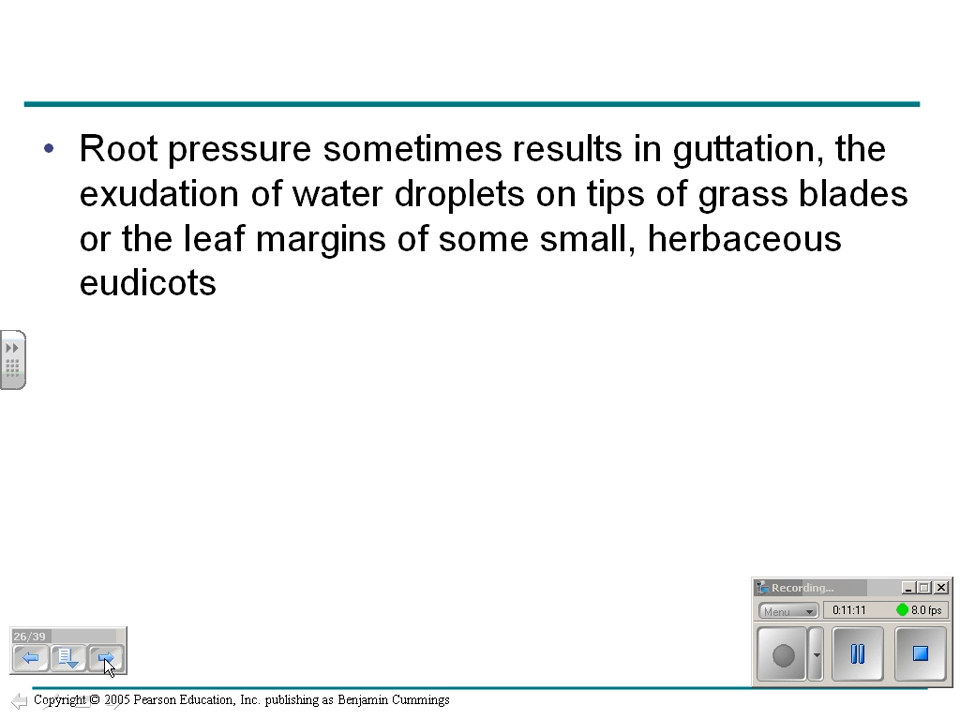 • Root pressure sometimes results in guttation, the
exudation of water droplets on tips of grass blades
or the leaf margins of some small, herbaceous
eudicots
Recording...
Menu
0:11:11
8.0 fps
26/39
Copyright © 2005 Pearson Education, Inc. publishing as Benjamin Cummings